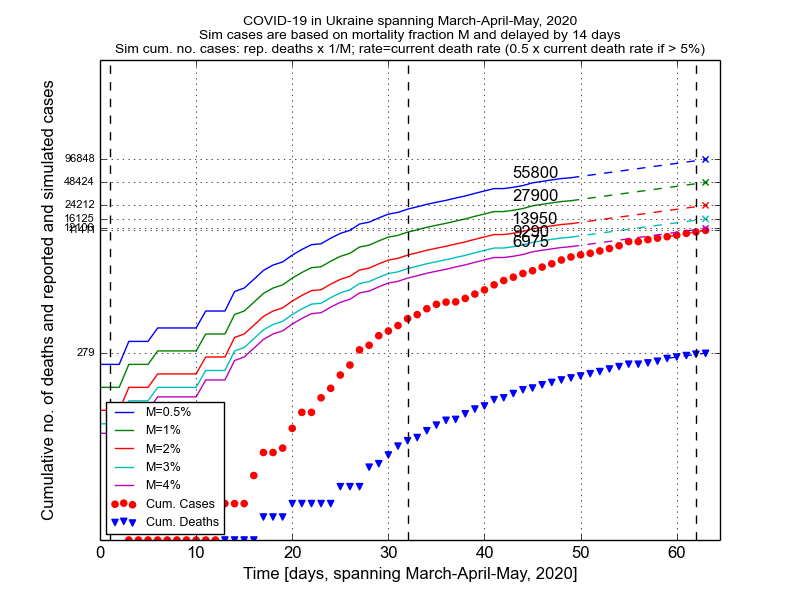 COVID-19 in Ukraine spanning March-April-May, 2020
Sim cases are based on mortality fraction M and delayed by 14 days
Sim cum. no. cases: rep. deaths x 1/M; rate=current death rate (0.5 x current death rate if > 5%)
Cumulative no. of deaths and reported and simulated cases
96848
48424
24212
16125
279
55800
27900
13950
9290
6975
M=0.5%
M=1%
M=2%
M=3%
M=4%
Cum. Cases
Cum. Deaths
0 10 20 30 40 50 60
Time [days, spanning March-April-May, 2020]